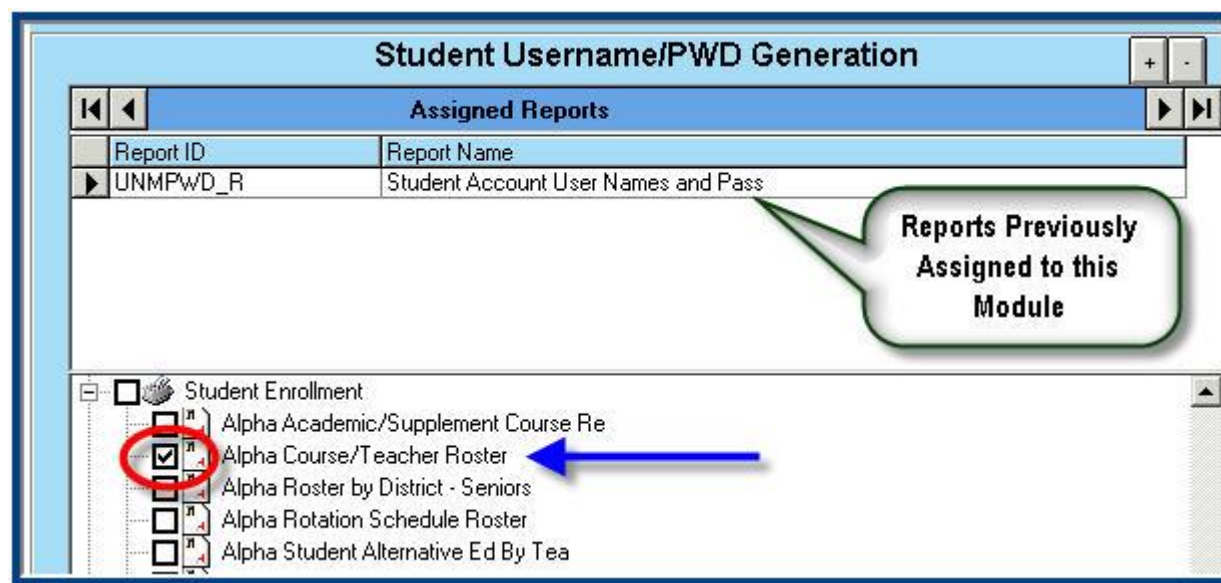 Student Username/PWD Generation
+ -
Assigned Reports
Report ID Report Name
UNMPWD_R Student Account User Names and Pass
Reports Previously
Assigned to this
Module
Student Enrollment
Alpha Academic/Supplement Course Re
Alpha Course/Teacher Roster
Alpha Roster by District - Seniors
Alpha Rotation Schedule Roster
Alpha Student Alternative Ed By Tea